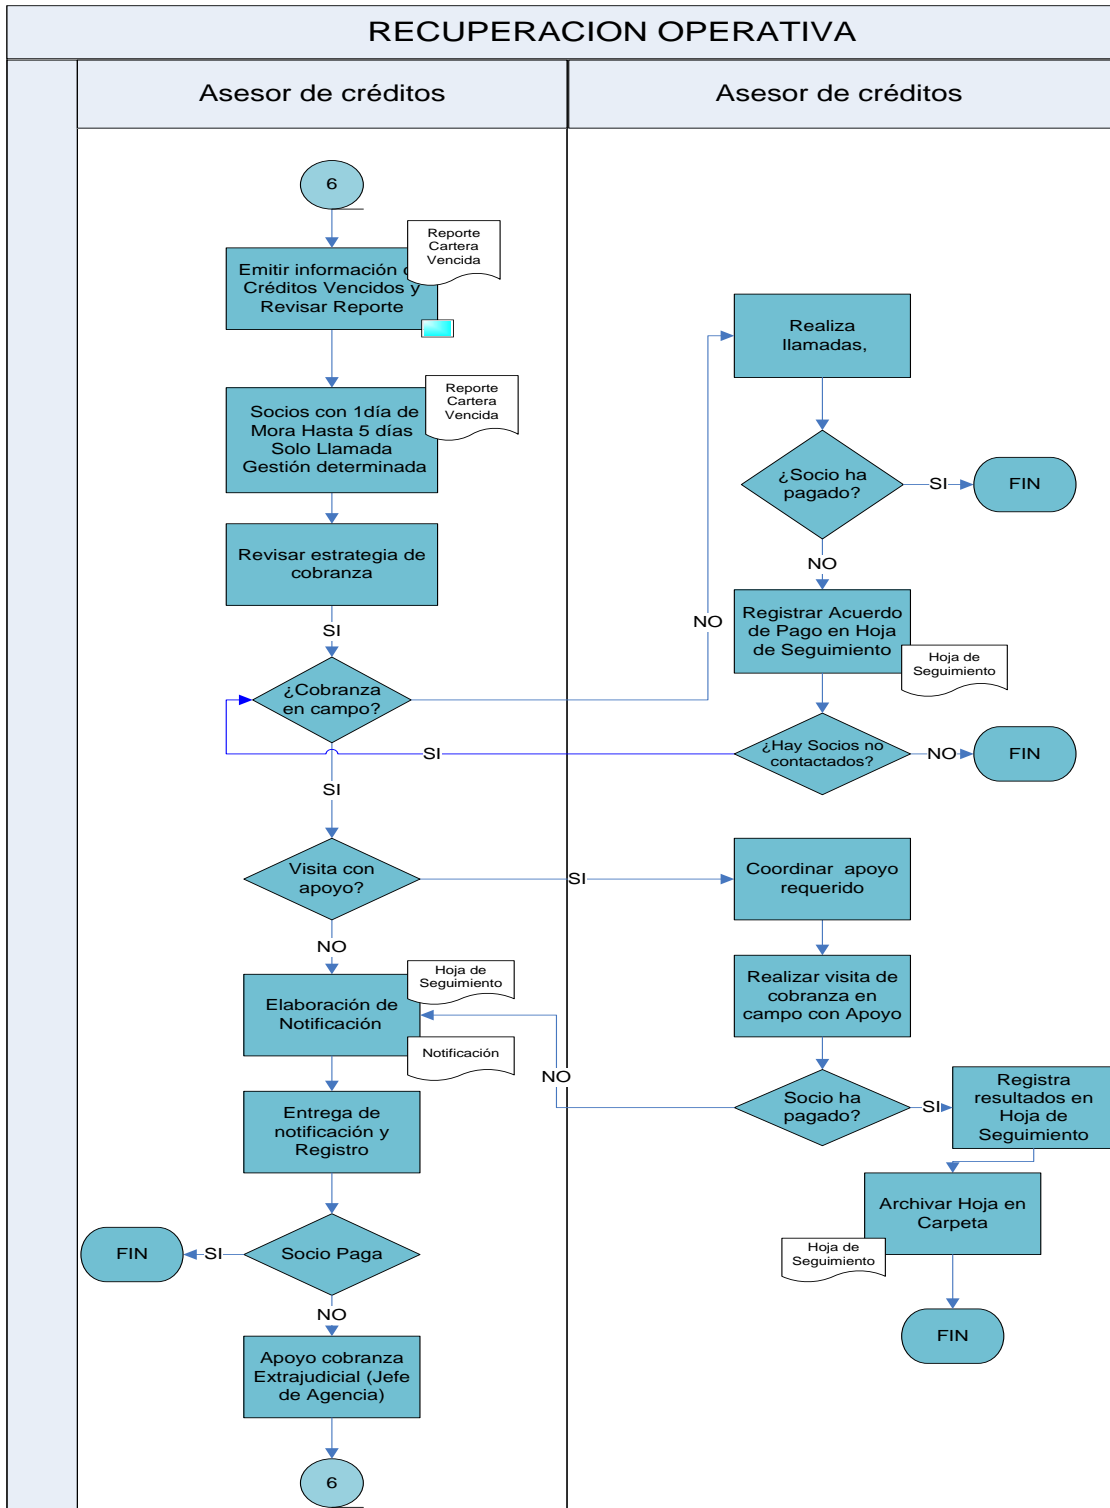 RECUPERACION OPERATIVA
Asesor de créditos
Asesor de créditos
6
Reporte
Cartera
Vencida
Emitir información
Créditos Vencidos y
Revisar Reporte
Reporte
Cartera
Vencida
Socios con 1día de
Mora Hasta 5 días
Solo Llamada
Gestión determinada
Revisar estrategia de
cobranza
SI
¿Cobranza
en campo?
NO
SI
Visita con
apoyo?
SI
NO
Hoja de
Seguimiento
Elaboración de
Notificación
Notificación
Entrega de
notificación y
Registro
Socio Paga
SI
FIN
NO
Apoyo cobranza
Extrajudicial (Jefe
de Agencia)
6
Realiza
llamadas,
¿Socio ha
pagado?
SI
FIN
NO
Registrar Acuerdo
de Pago en Hoja
de Seguimiento
Hoja de
Seguimiento
¿Hay Socios no
contactados?
SI
NO
FIN
Coordinar apoyo
requerido
Realizar visita de
cobranza en
campo con Apoyo
Socio ha
pagado?
NO
SI
Registra
resultados en
Hoja de
Seguimiento
Archivar Hoja en
Carpeta
Hoja de
Seguimiento
FIN